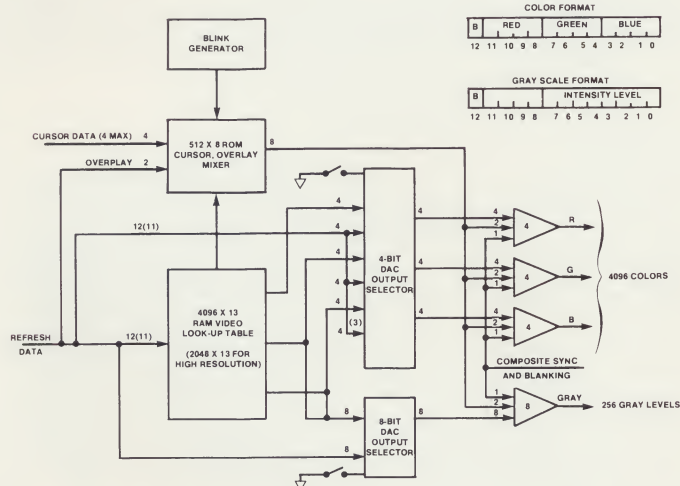 COLOR FORMAT
B RED GREEN BLUE
12 11 10 9 8 7 6 5 4 3 2 1 0
GRAY SCALE FORMAT
B INTENSITY LEVEL
12 11 10 9 8 7 6 5 4 3 2 1 0
BLINK
GENERATOR
CURSOR DATA (4 MAX) 4
OVERPLAY 2
512 X 8 ROM
CURSOR, OVERLAY
MIXER
8
12(11)
4
4
4
4
4
(3)
4
4-BIT
DAC
OUTPUT
SELECTOR
4
4
4
4
2
1
4
R
4
2
1
4
G
4
2
1
4
B
4096 COLORS
REFRESH
DATA
12(11)
4096 X 13
RAM VIDEO
LOOK-UP TABLE
(2048 X 13 FOR
HIGH RESOLUTION)
COMPOSITE SYNC
AND BLANKING
8
8
8-BIT
DAC
OUTPUT
SELECTOR
8
1
2
8
8
GRAY
256 GRAY LEVELS